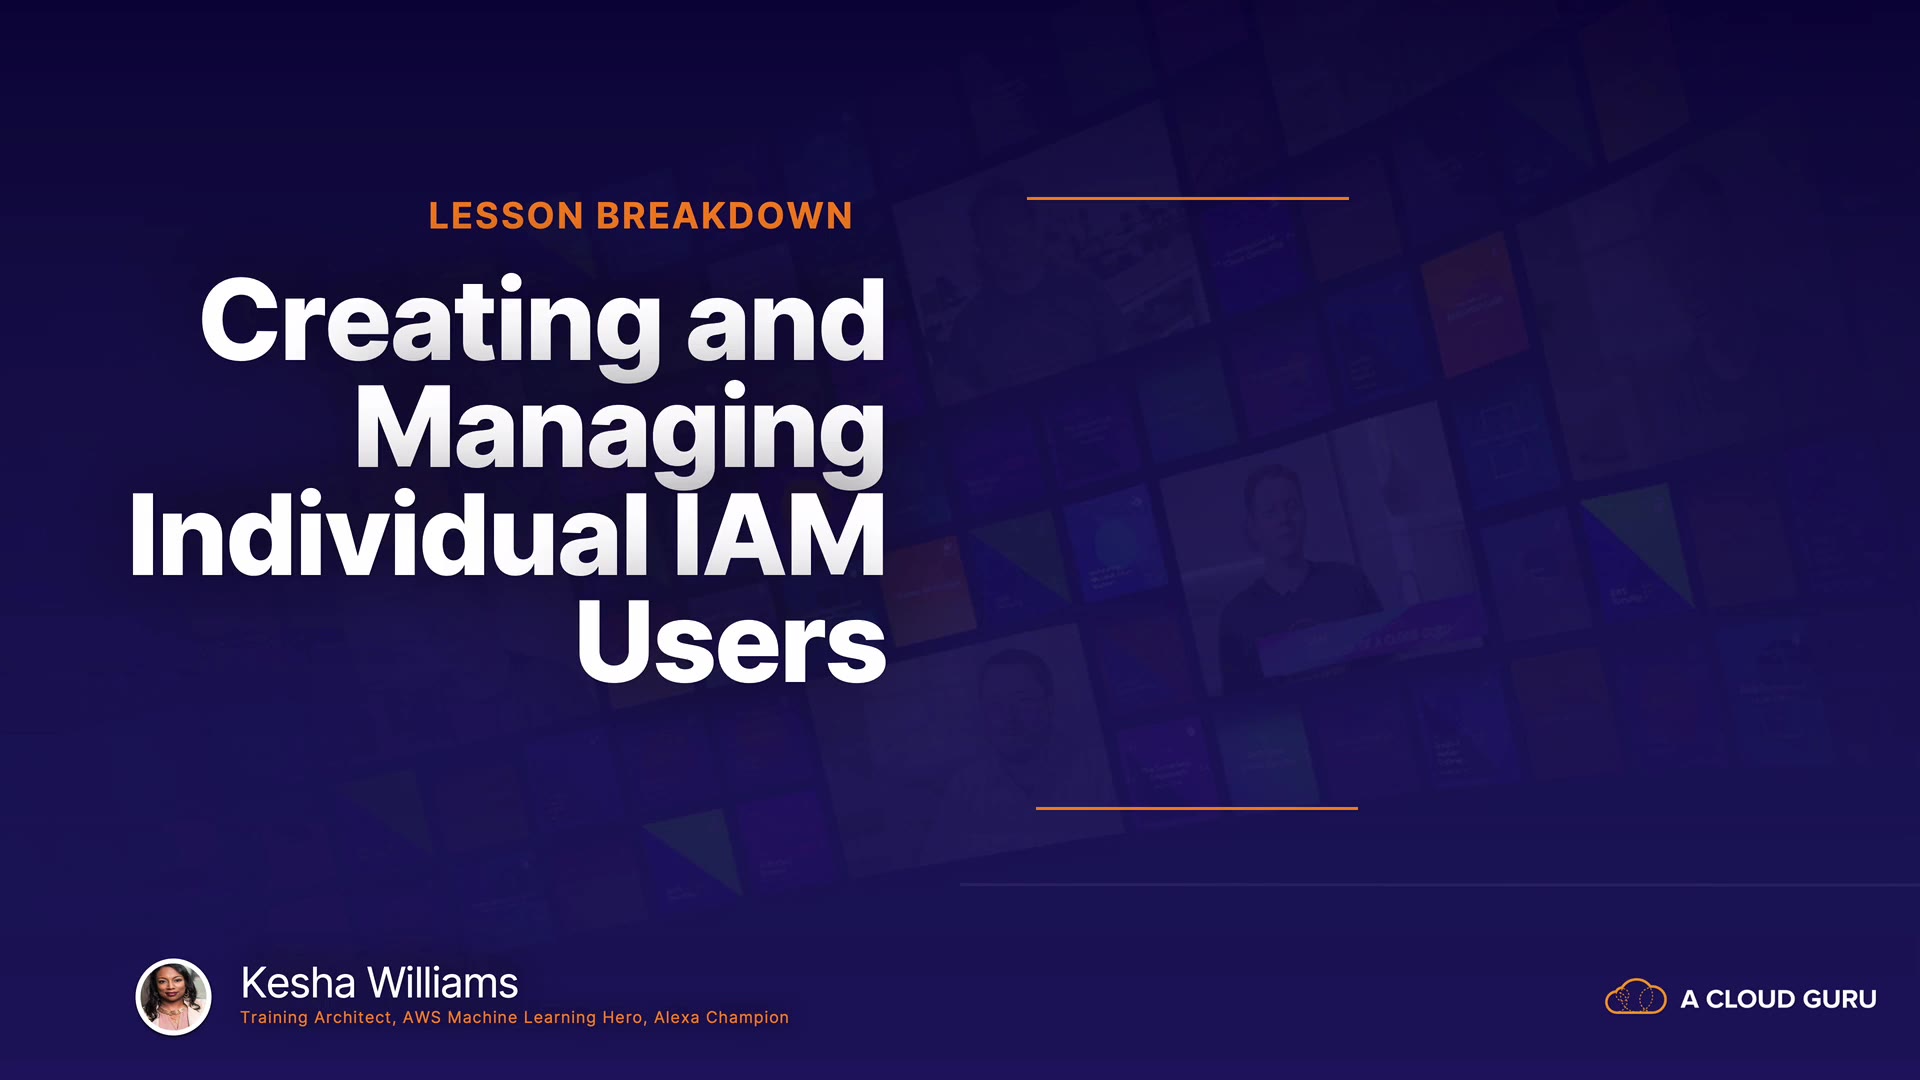 LESSON BREAKDOWN
Creating and
Managing
Individual IAM
Users
Kesha Williams
Training Architect, AWS Machine Learning Hero, Alexa Champion
A CLOUD GURU